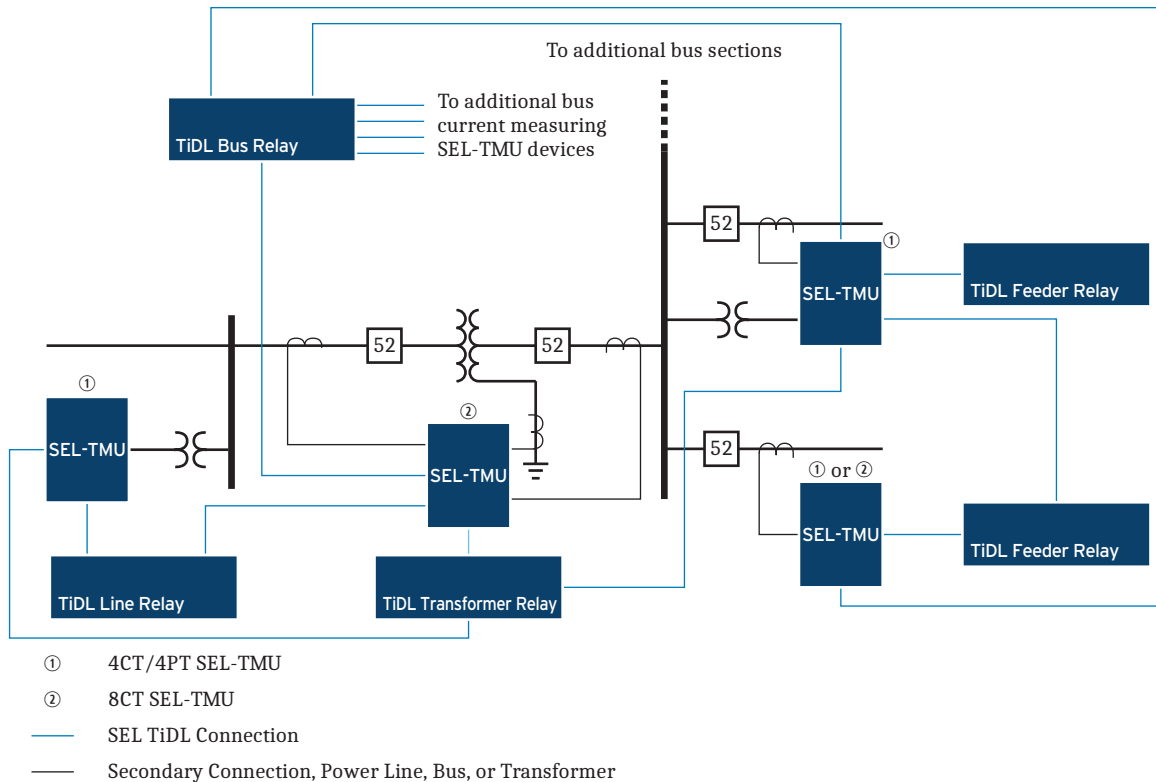 To additional bus sections
To additional bus
current measuring
SEL-TMU devices
TiDL Bus Relay
52
①
SEL-TMU
TiDL Feeder Relay
52
52
①
②
SEL-TMU
SEL-TMU
52
① or ②
SEL-TMU
TiDL Feeder Relay
TiDL Line Relay
TiDL Transformer Relay
① 4CT/4PT SEL-TMU
② 8CT SEL-TMU
SEL TiDL Connection
Secondary Connection, Power Line, Bus, or Transformer